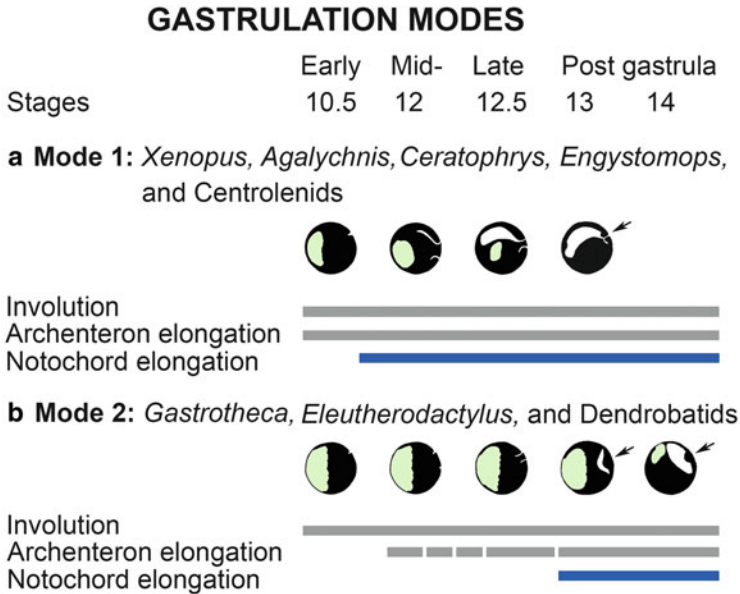 GASTRULATION MODES
Early Mid- Late Post gastrula
Stages 10.5 12 12.5 13 14
a Mode 1: Xenopus, Agalychnis, Ceratophrys, Engystomops,
and Centrolenids
Involution
Archenteron elongation
Notochord elongation
b Mode 2: Gastrotheca, Eleutherodactylus, and Dendrobatids
Involution
Archenteron elongation
Notochord elongation